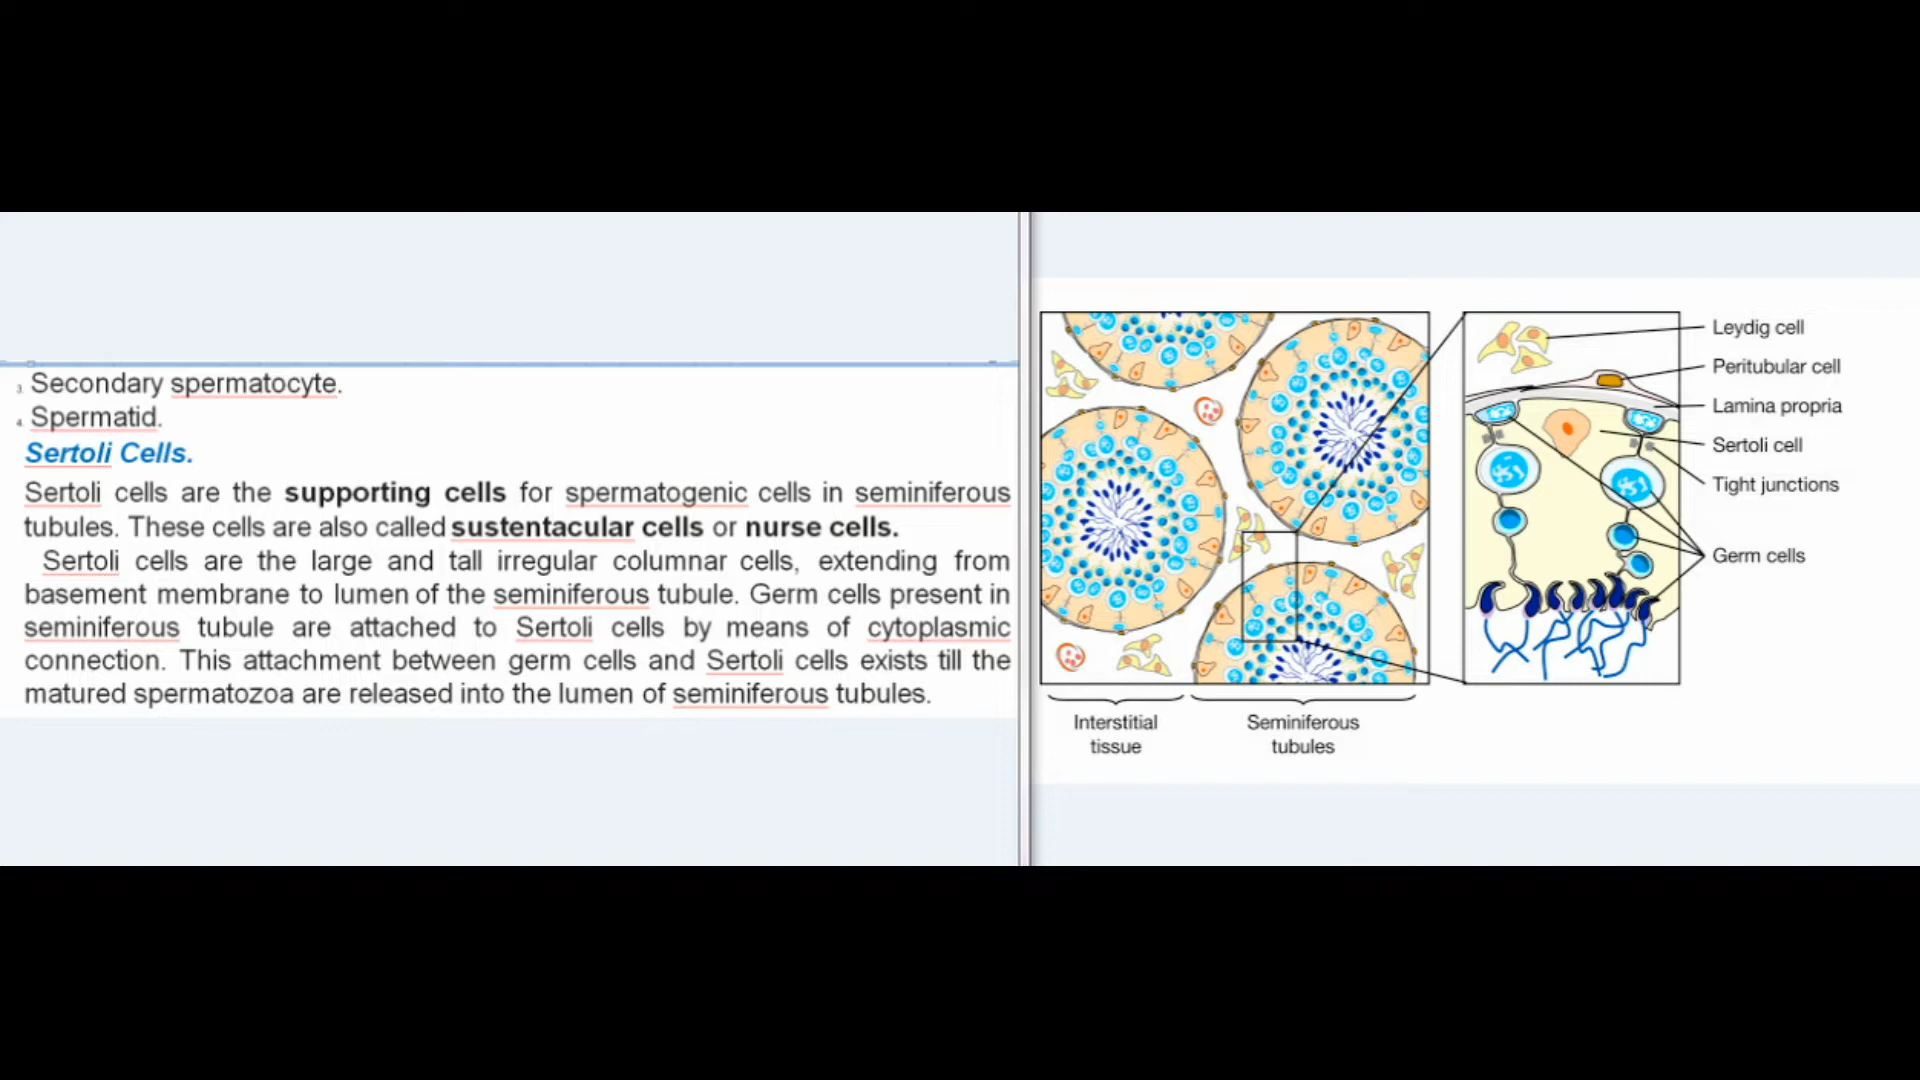 3. Secondary spermatocyte.
4. Spermatid.
Sertoli Cells.
Sertoli cells are the supporting cells for spermatogenic cells in seminiferous
tubules. These cells are also called sustentacular cells or nurse cells.
Sertoli cells are the large and tall irregular columnar cells, extending from
basement membrane to lumen of the seminiferous tubule. Germ cells present in
seminiferous tubule are attached to Sertoli cells by means of cytoplasmic
connection. This attachment between germ cells and Sertoli cells exists till the
matured spermatozoa are released into the lumen of seminiferous tubules.
Leydig cell
Peritubular cell
Lamina propria
Sertoli cell
Tight junctions
Germ cells
Interstitial
tissue
Seminiferous
tubules